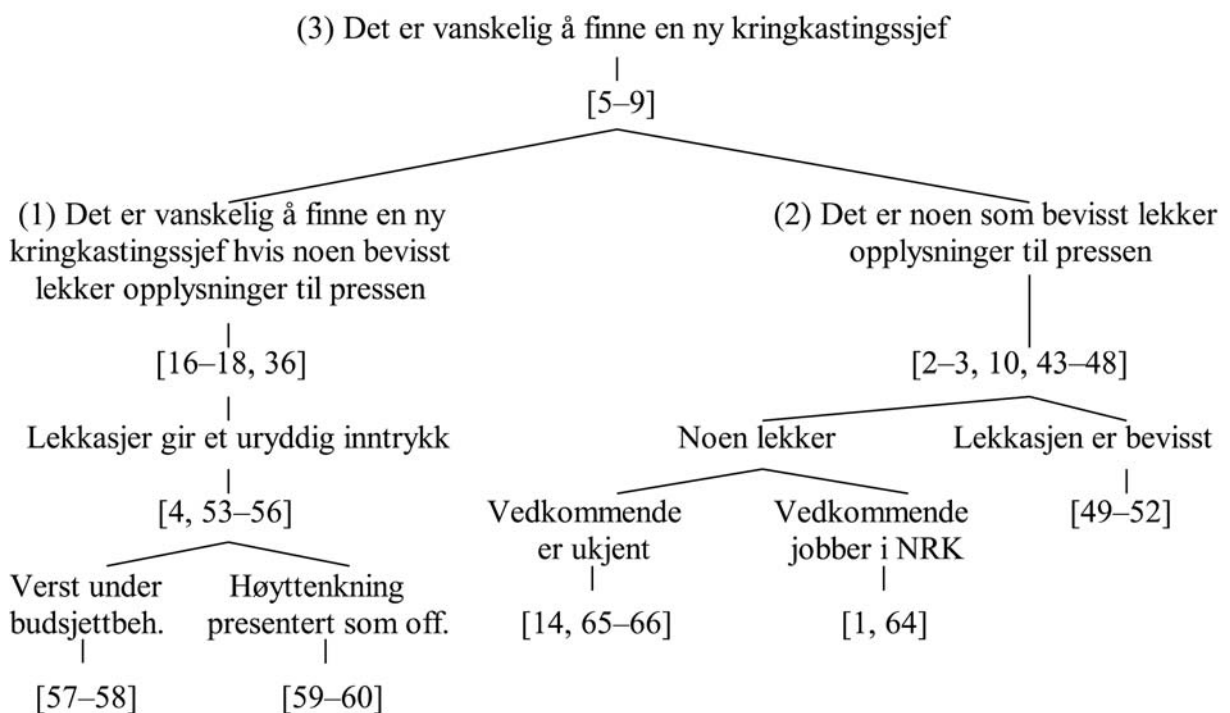 (3) Det er vanskelig å finne en ny kringkastingssjef
[5–9]
(1) Det er vanskelig å finne en ny
kringkastingssjef hvis noen bevisst
lekker opplysninger til pressen
(2) Det er noen som bevisst lekker
opplysninger til pressen
[16–18, 36]
[2–3, 10, 43–48]
Lekkasjer gir et uryddig inntrykk
Noen lekker
Lekkasjen er bevisst
[4, 53–56]
Vedkommende
er ukjent
Vedkommende
jobber i NRK
[49–52]
Verst under
budsjettbeh.
Høyttenkning
presentert som off.
[14, 65–66]
[1, 64]
[57–58]
[59–60]